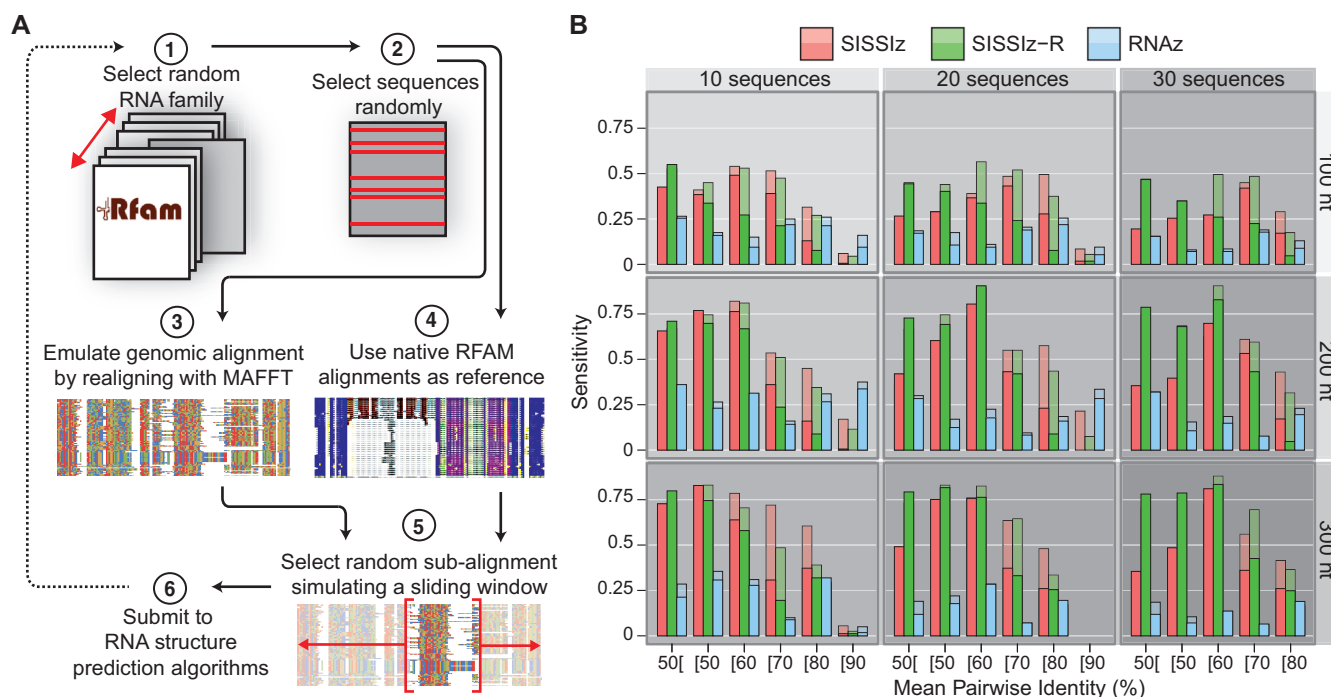 A
1
Select random
RNA family
Rfam
2
Select sequences
randomly
3
Emulate genomic alignment
by realigning with MAFFT
4
Use native RFAM
alignments as reference
5
Select random sub-alignment
simulating a sliding window
6
Submit to
RNA structure
prediction algorithms
B
SISSIz SISSIz−R RNAz
10 sequences 20 sequences 30 sequences
Sensitivity
0.75
0.5
0.25
0
100 nt
0.75
0.5
0.25
0
200 nt
0.75
0.5
0.25
0
300 nt
50[ [50 [60 [70 [80 [90 50[ [50 [60 [70 [80 [90 50[ [50 [60 [70 [80
Mean Pairwise Identity (%)